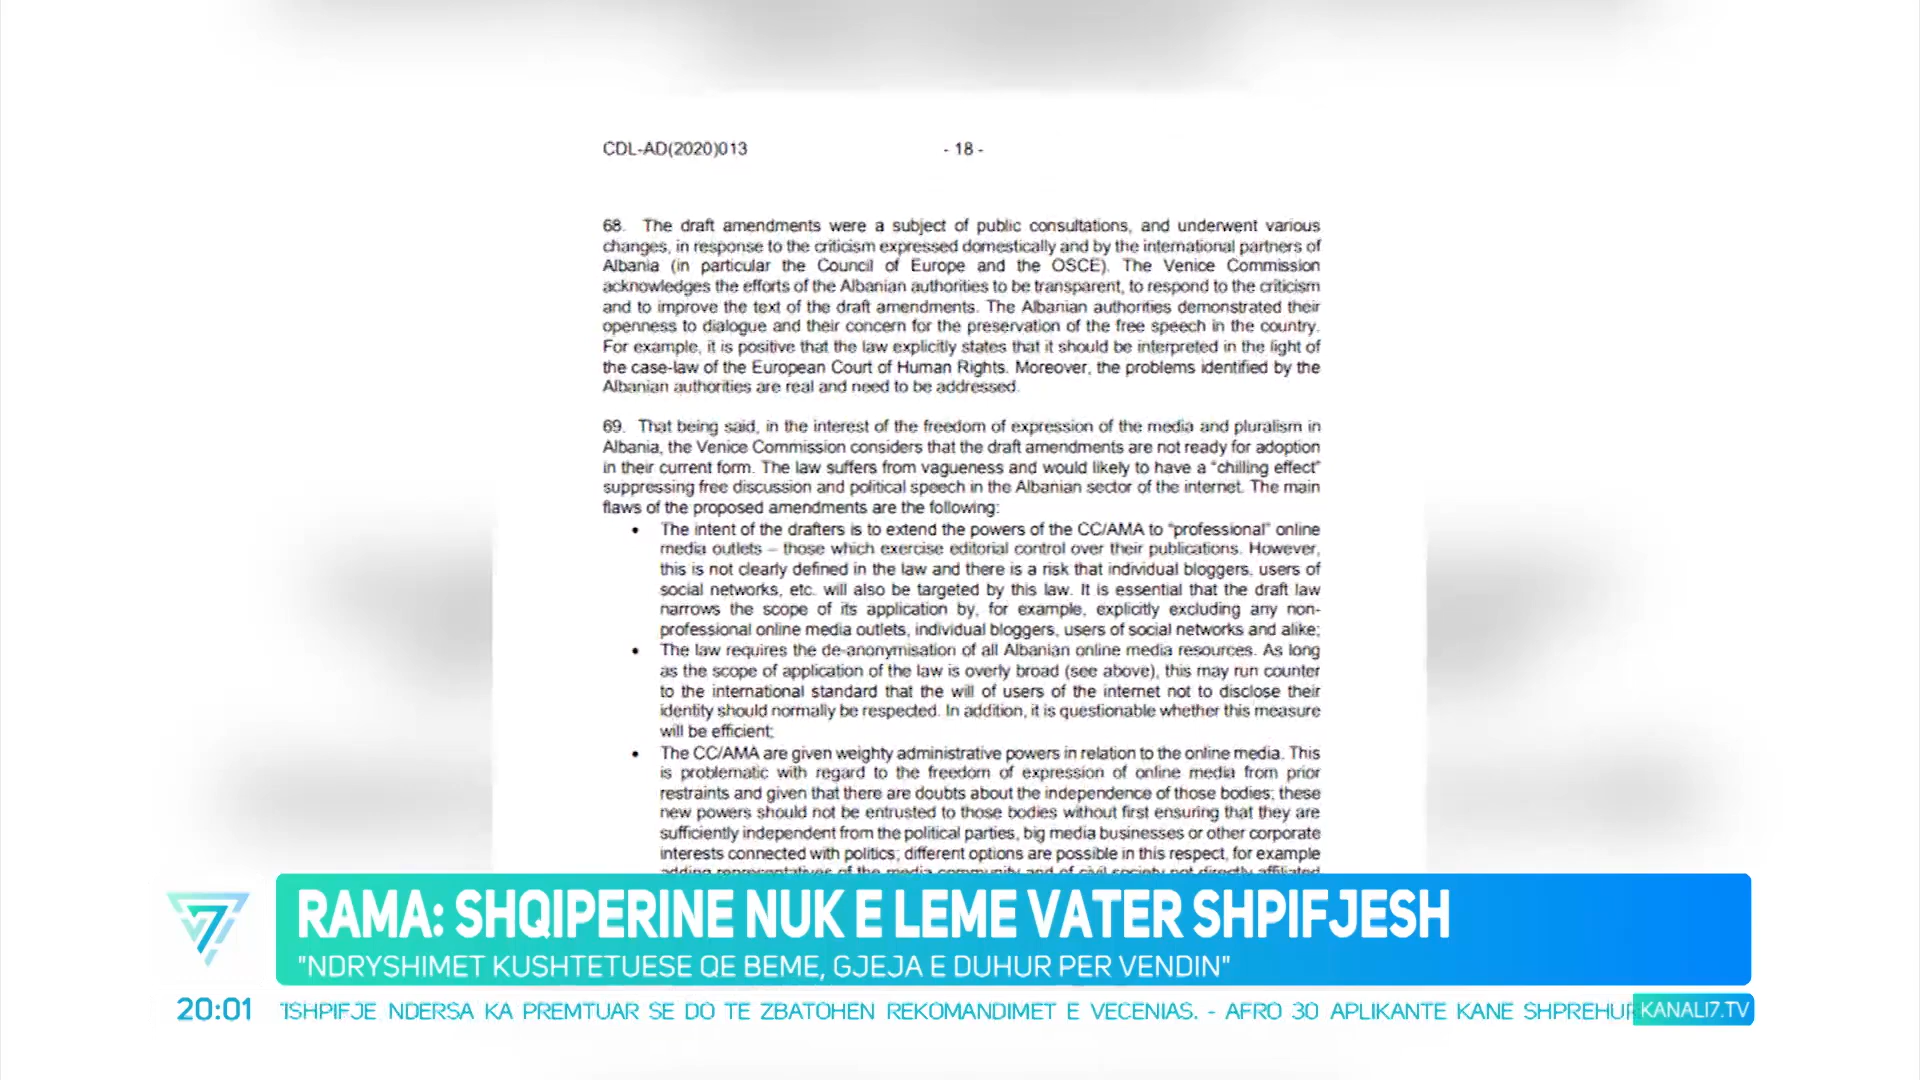 CDL-AD(2020)013 - 18 -
68. The draft amendments were a subject of public consultations, and underwent various
changes, in response to the criticism expressed domestically and by the international partners of
Albania (in particular the Council of Europe and the OSCE). The Venice Commission
acknowledges the efforts of the Albanian authorities to be transparent, to respond to the criticism
and to improve the text of the draft amendments. The Albanian authorities demonstrated their
openness to dialogue and their concern for the preservation of the free speech in the country.
For example, it is positive that the law explicitly states that it should be interpreted in the light of
the case-law of the European Court of Human Rights. Moreover, the problems identified by the
Albanian authorities are real and need to be addressed.
69. That being said, in the interest of the freedom of expression of the media and pluralism in
Albania, the Venice Commission considers that the draft amendments are not ready for adoption
in their current form. The law suffers from vagueness and would likely to have a "chilling effect"
suppressing free discussion and political speech in the Albanian sector of the internet. The main
flaws of the proposed amendments are the following:
• The intent of the drafters is to extend the powers of the CC/AMA to "professional" online
media outlets – those which exercise editorial control over their publications. However,
this is not clearly defined in the law and there is a risk that individual bloggers, users of
social networks, etc. will also be targeted by this law. It is essential that the draft law
narrows the scope of its application by, for example, explicitly excluding any non-
professional online media outlets, individual bloggers, users of social networks and alike;
• The law requires the de-anonymisation of all Albanian online media resources. As long
as the scope of application of the law is overly broad (see above), this may run counter
to the international standard that the will of users of the internet not to disclose their
identity should normally be respected. In addition, it is questionable whether this measure
will be efficient;
• The CC/AMA are given weighty administrative powers in relation to the online media. This
is problematic with regard to the freedom of expression of online media from prior
restraints and given that there are doubts about the independence of those bodies; these
new powers should not be entrusted to those bodies without first ensuring that they are
sufficiently independent from the political parties, big media businesses or other corporate
interests connected with politics; different options are possible in this respect, for example
adding representatives of the media community and of civil society not directly affiliated
RAMA: SHQIPERINE NUK E LEME VATER SHPIFJESH
"NDRYSHIMET KUSHTETUESE QE BEME, GJEJA E DUHUR PER VENDIN"
20:01 TSHPIFJE NDERSA KA PREMTUAR SE DO TE ZBATOHEN REKOMANDIMET E VECENIAS. - AFRO 30 APLIKANTE KANE SHPREHUR KANALI7.TV